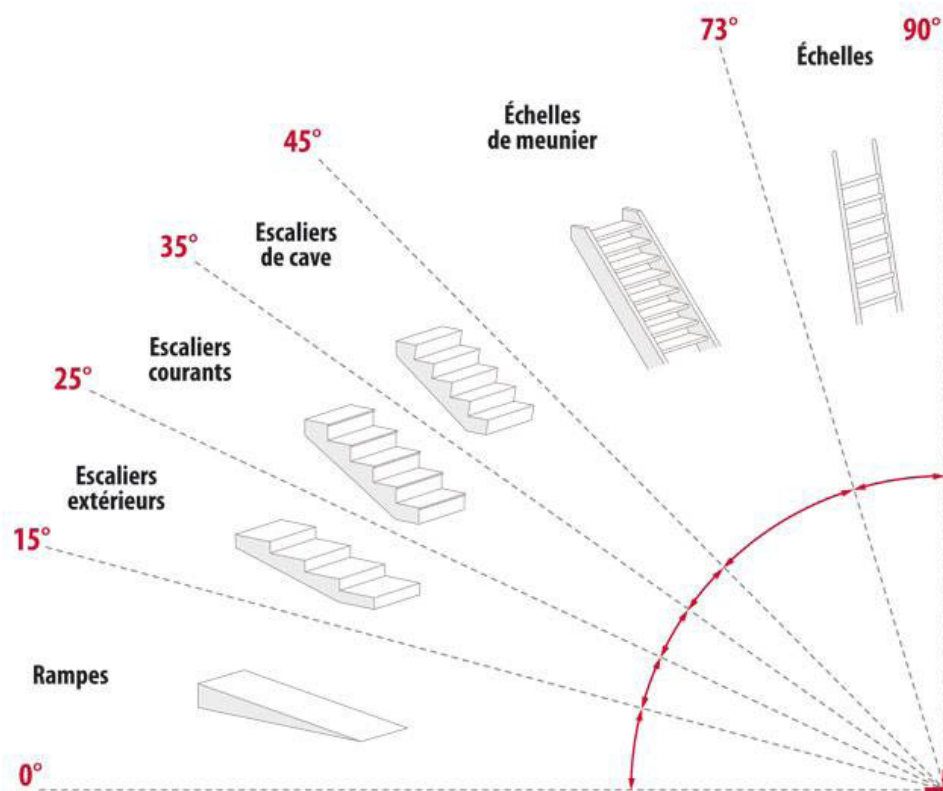 73°
90°
Échelles
Échelles
de meunier
45°
Escaliers
de cave
35°
Escaliers
courants
25°
Escaliers
extérieurs
15°
Rampes
0°